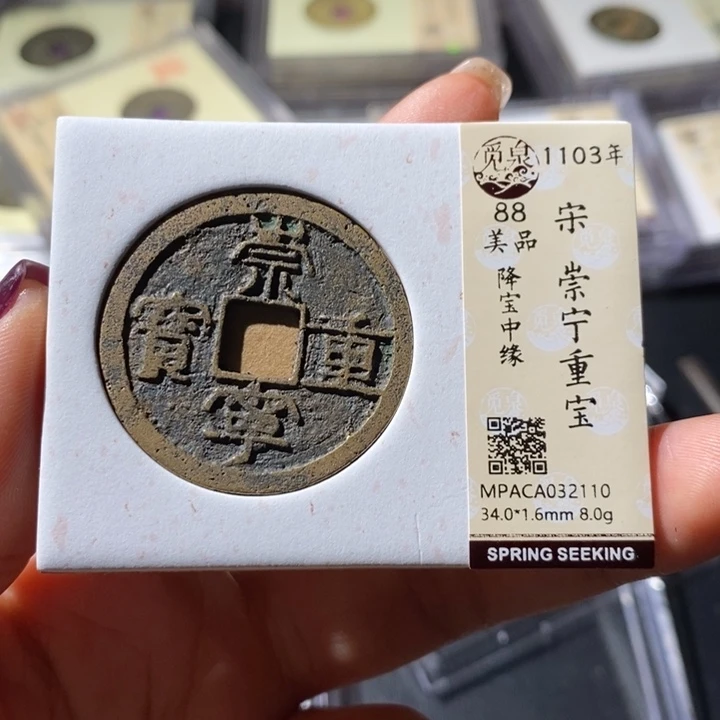 崇
寧
重
寶
觅泉
1103年
88
美品
降宝中缘
宋 崇宁重宝
MPACA032110
34.0*1.6mm 8.0g
SPRING SEEKING